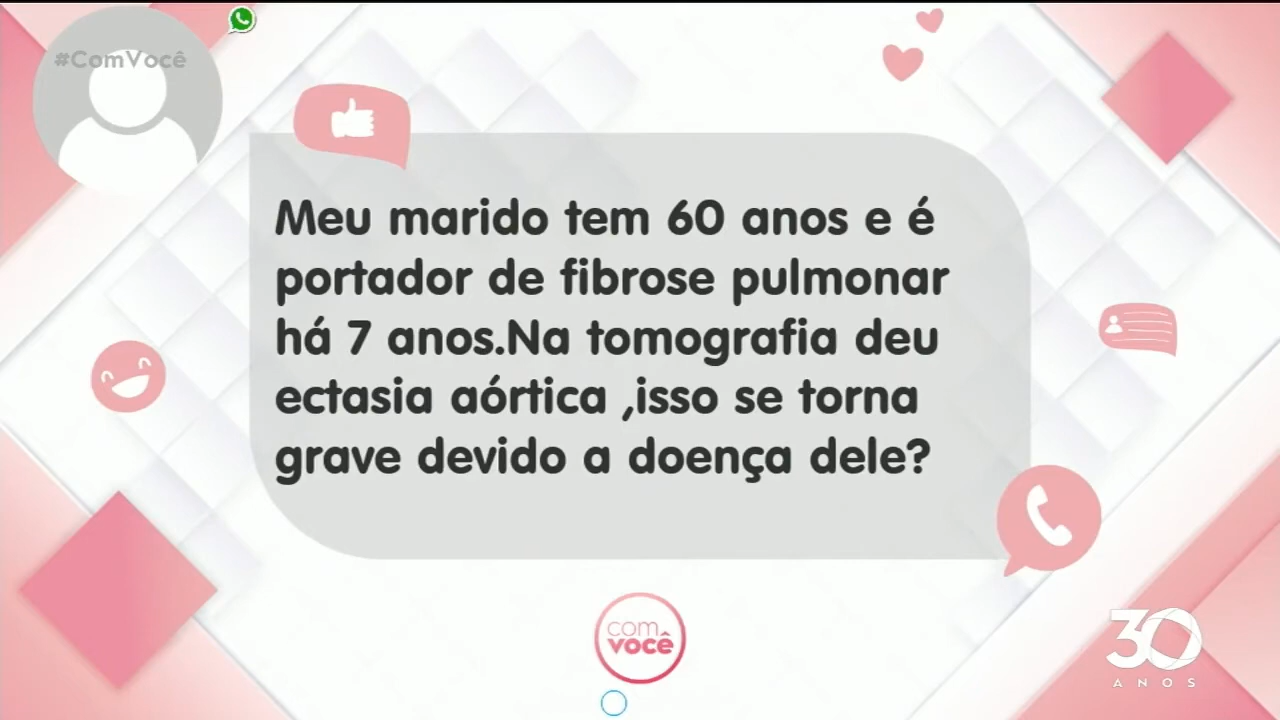 #ComVocê
Meu marido tem 60 anos e é
portador de fibrose pulmonar
há 7 anos.Na tomografia deu
ectasia aórtica ,isso se torna
grave devido a doença dele?
com
você
30
ANOS